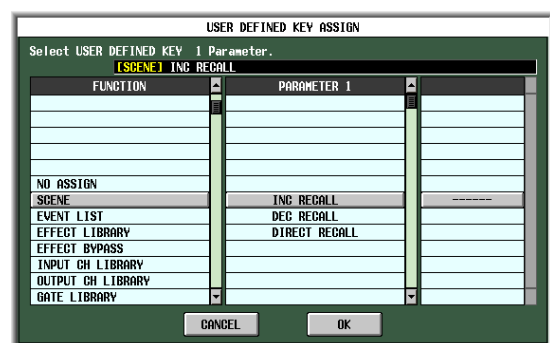 USER DEFINED KEY ASSIGN
Select USER DEFINED KEY 1 Parameter.
[SCENE] INC RECALL
FUNCTION PARAMETER 1
NO ASSIGN
SCENE INC RECALL ------
EVENT LIST DEC RECALL
EFFECT LIBRARY DIRECT RECALL
EFFECT BYPASS
INPUT CH LIBRARY
OUTPUT CH LIBRARY
GATE LIBRARY
CANCEL OK